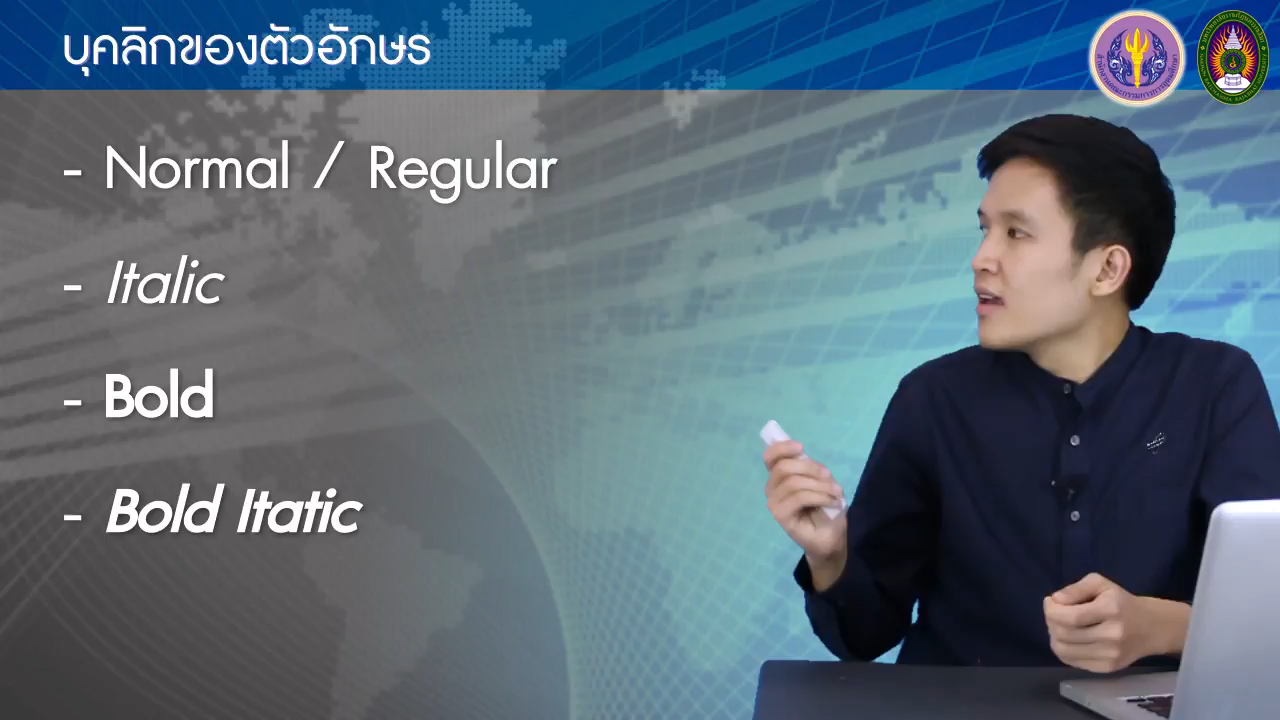 บุคลิกของตัวอักษร
- Normal / Regular
- Italic
- Bold
- Bold Itatic